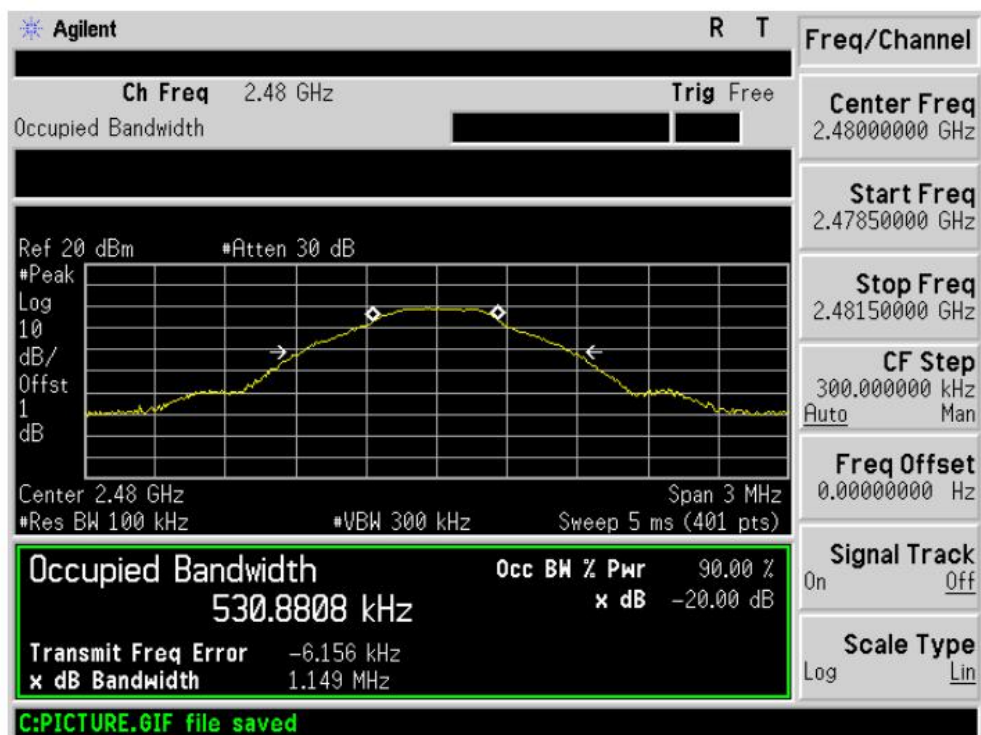 Agilent
R T
Freq/Channel
Ch Freq 2.48 GHz
Trig Free
Occupied Bandwidth
Center Freq
2.48000000 GHz
Start Freq
2.47850000 GHz
Stop Freq
2.48150000 GHz
CF Step
300.000000 kHz
Auto Man
Freq Offset
0.00000000 Hz
Signal Track
On Off
Scale Type
Log Lin
Ref 20 dBm #Atten 30 dB
#Peak
Log
10
dB/
Offst
1
dB
Center 2.48 GHz Span 3 MHz
#Res BW 100 kHz #VBW 300 kHz Sweep 5 ms (401 pts)
Occupied Bandwidth
530.8808 kHz
Occ BW % Pwr 90.00 %
x dB -20.00 dB
Transmit Freq Error -6.156 kHz
x dB Bandwidth 1.149 MHz
C:PICTURE.GIF file saved